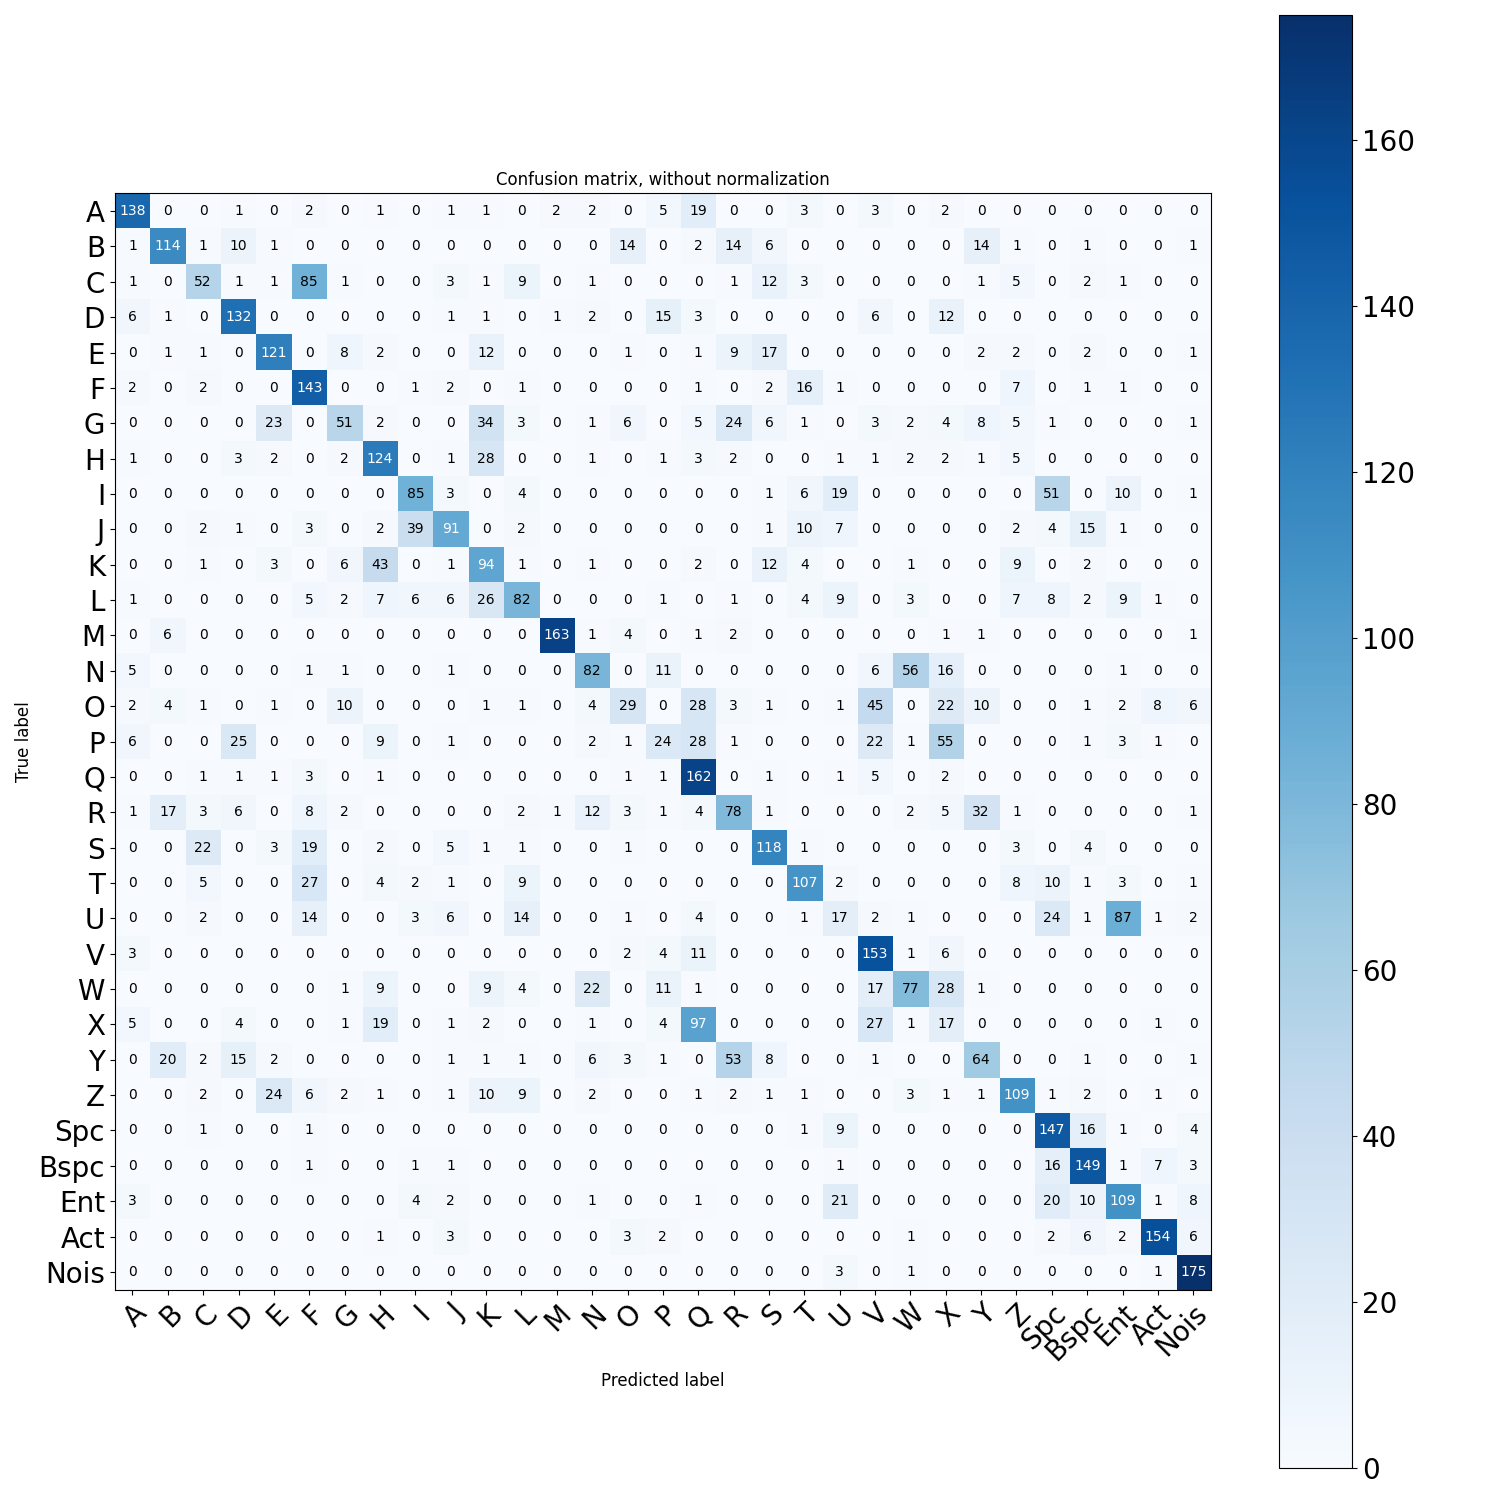 Confusion matrix, without normalization
A 138 0 0 1 0 2 0 1 0 1 1 0 2 2 0 5 19 0 0 3 0 3 0 2 0 0 0 0 0 0 0
B 1 114 1 10 1 0 0 0 0 0 0 0 0 0 14 0 2 14 6 0 0 0 0 0 14 1 0 1 0 0 1
C 1 0 52 1 1 85 1 0 0 3 1 9 0 1 0 0 0 1 12 3 0 0 0 0 1 5 0 2 1 0 0
D 6 1 0 132 0 0 0 0 0 1 1 0 1 2 0 15 3 0 0 0 0 6 0 12 0 0 0 0 0 0 0
E 0 1 1 0 121 0 8 2 0 0 12 0 0 0 1 0 1 9 17 0 0 0 0 0 2 2 0 2 0 0 1
F 2 0 2 0 0 143 0 0 1 2 0 1 0 0 0 0 1 0 2 16 1 0 0 0 0 7 0 1 1 0 0
G 0 0 0 0 23 0 51 2 0 0 34 3 0 1 6 0 5 24 6 1 0 3 2 4 8 5 1 0 0 0 1
H 1 0 0 3 2 0 2 124 0 1 28 0 0 1 0 1 3 2 0 0 1 1 2 2 1 5 0 0 0 0 0
I 0 0 0 0 0 0 0 0 85 3 0 4 0 0 0 0 0 0 1 6 19 0 0 0 0 0 51 0 10 0 1
J 0 0 2 1 0 3 0 2 39 91 0 2 0 0 0 0 0 0 1 10 7 0 0 0 0 2 4 15 1 0 0
K 0 0 1 0 3 0 6 43 0 1 94 1 0 1 0 0 2 0 12 4 0 0 1 0 0 9 0 2 0 0 0
L 1 0 0 0 0 5 2 7 6 6 26 82 0 0 0 1 0 1 0 4 9 0 3 0 0 7 8 2 9 1 0
M 0 6 0 0 0 0 0 0 0 0 0 0 163 1 4 0 1 2 0 0 0 0 0 1 1 0 0 0 0 0 1
N 5 0 0 0 0 1 1 0 0 1 0 0 0 82 0 11 0 0 0 0 0 6 56 16 0 0 0 0 1 0 0
O 2 4 1 0 1 0 10 0 0 0 1 1 0 4 29 0 28 3 1 0 1 45 0 22 10 0 0 1 2 8 6
P 6 0 0 25 0 0 0 9 0 1 0 0 0 2 1 24 28 1 0 0 0 22 1 55 0 0 0 1 3 1 0
Q 0 0 1 1 1 3 0 1 0 0 0 0 0 0 1 1 162 0 1 0 1 5 0 2 0 0 0 0 0 0 0
R 1 17 3 6 0 8 2 0 0 0 0 2 1 12 3 1 4 78 1 0 0 0 2 5 32 1 0 0 0 0 1
S 0 0 22 0 3 19 0 2 0 5 1 1 0 0 1 0 0 0 118 1 0 0 0 0 0 3 0 4 0 0 0
T 0 0 5 0 0 27 0 4 2 1 0 9 0 0 0 0 0 0 0 107 2 0 0 0 0 8 10 1 3 0 1
U 0 0 2 0 0 14 0 0 3 6 0 14 0 0 1 0 4 0 0 1 17 2 1 0 0 0 24 1 87 1 2
V 3 0 0 0 0 0 0 0 0 0 0 0 0 0 2 4 11 0 0 0 0 153 1 6 0 0 0 0 0 0 0
W 0 0 0 0 0 0 1 9 0 0 9 4 0 22 0 11 1 0 0 0 0 17 77 28 1 0 0 0 0 0 0
X 5 0 0 4 0 0 1 19 0 1 2 0 0 1 0 4 97 0 0 0 0 27 1 17 0 0 0 0 0 1 0
Y 0 20 2 15 2 0 0 0 0 1 1 1 0 6 3 1 0 53 8 0 0 1 0 0 64 0 0 1 0 0 1
Z 0 0 2 0 24 6 2 1 0 1 10 9 0 2 0 0 1 2 1 1 0 0 3 1 1 109 1 2 0 1 0
Spc 0 0 1 0 0 1 0 0 0 0 0 0 0 0 0 0 0 0 0 1 9 0 0 0 0 0 147 16 1 0 4
Bspc 0 0 0 0 0 1 0 0 1 1 0 0 0 0 0 0 0 0 0 0 1 0 0 0 0 0 16 149 1 7 3
Ent 3 0 0 0 0 0 0 0 4 2 0 0 0 1 0 0 1 0 0 0 21 0 0 0 0 0 20 10 109 1 8
Act 0 0 0 0 0 0 0 1 0 3 0 0 0 0 3 2 0 0 0 0 0 0 1 0 0 0 2 6 2 154 6
Nois 0 0 0 0 0 0 0 0 0 0 0 0 0 0 0 0 0 0 0 0 3 0 1 0 0 0 0 0 0 1 175
A B C D E F G H I J K L M N O P Q R S T U V W X Y Z Spc Bspc Ent Act Nois
Predicted label
True label
160
140
120
100
80
60
40
20
0